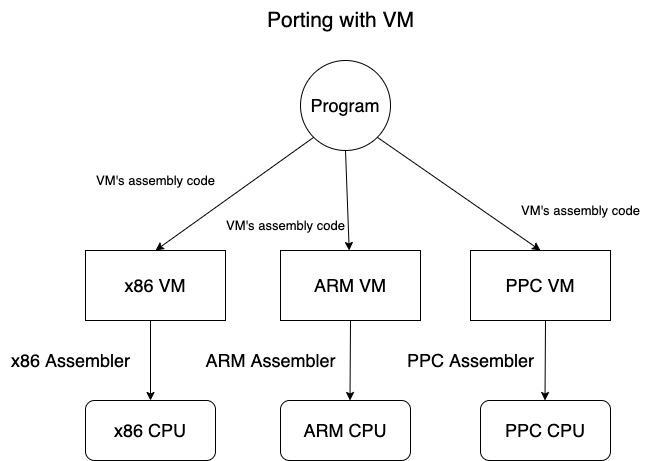 Porting with VM
Program
VM's assembly code
VM's assembly code
VM's assembly code
x86 VM
ARM VM
PPC VM
x86 Assembler
ARM Assembler
PPC Assembler
x86 CPU
ARM CPU
PPC CPU